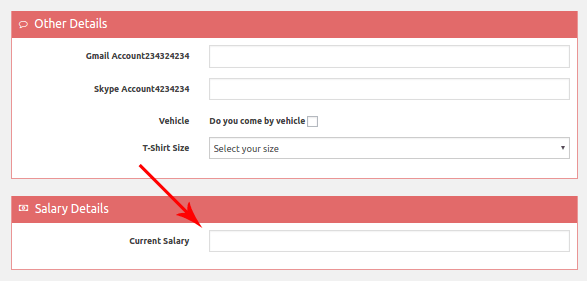 Other Details
Gmail Account234324234
Skype Account4234234
Vehicle Do you come by vehicle
T-Shirt Size Select your size
Salary Details
Current Salary